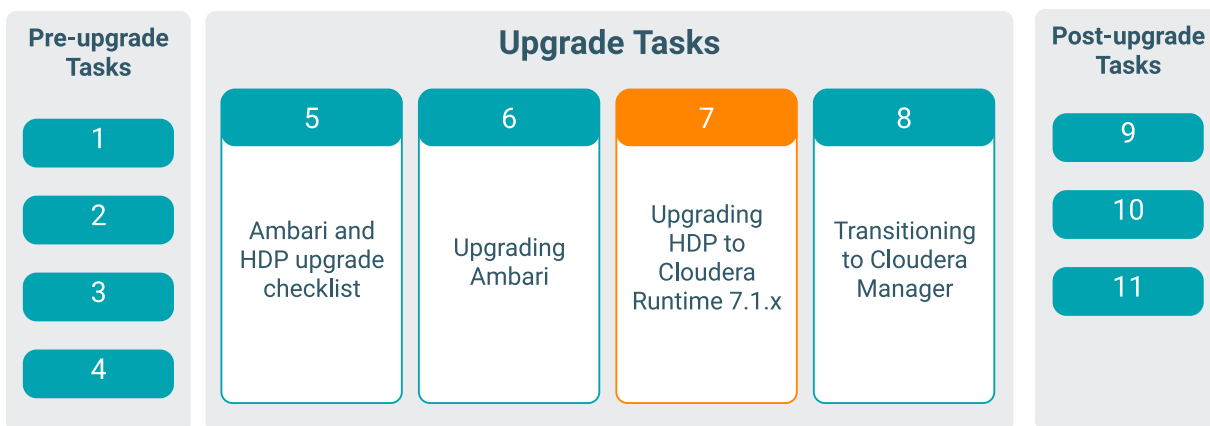 Pre-upgrade
Tasks
1
2
3
4
Upgrade Tasks
5
Ambari and
HDP upgrade
checklist
6
Upgrading
Ambari
7
Upgrading
HDP to
Cloudera
Runtime 7.1.x
8
Transitioning
to Cloudera
Manager
Post-upgrade
Tasks
9
10
11